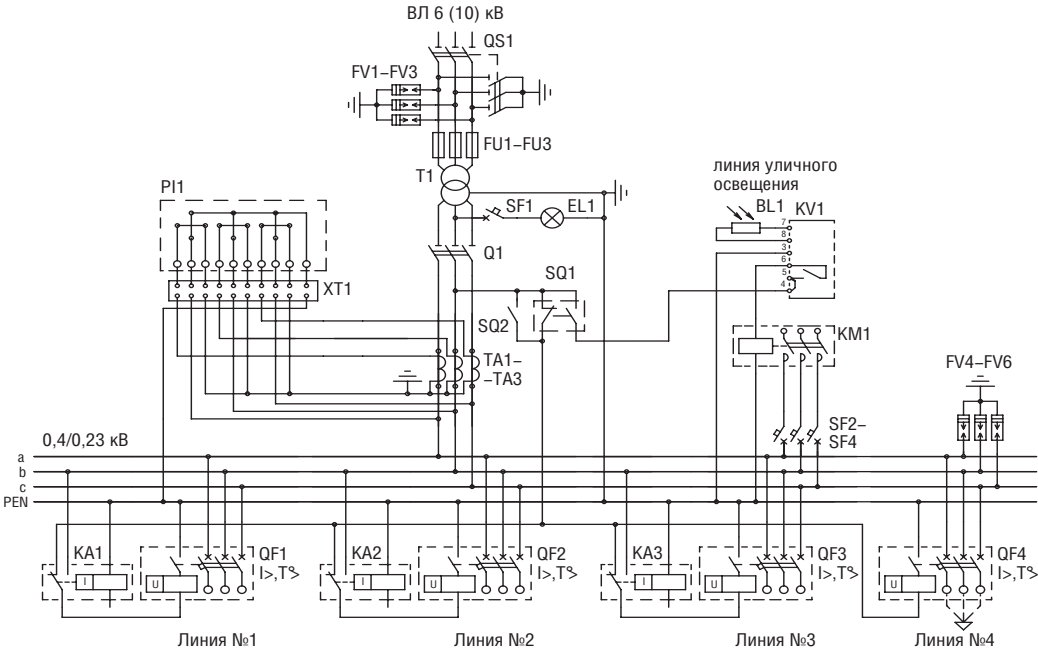 ВЛ 6 (10) кВ
QS1
FV1–FV3
FU1–FU3
T1
линия уличного
освещения
PI1
SF1
EL1
BL1
KV1
7
8
3
6
5
4
Q1
SQ1
XT1
SQ2
KM1
TA1–
–TA3
FV4–FV6
SF2–
SF4
0,4/0,23 кВ
a
b
c
PEN
KA1
QF1
I>,T°>
I
U
KA2
QF2
I>,T°>
I
U
KA3
QF3
I>,T°>
I
U
QF4
I>,T°>
U
Линия №1
Линия №2
Линия №3
Линия №4